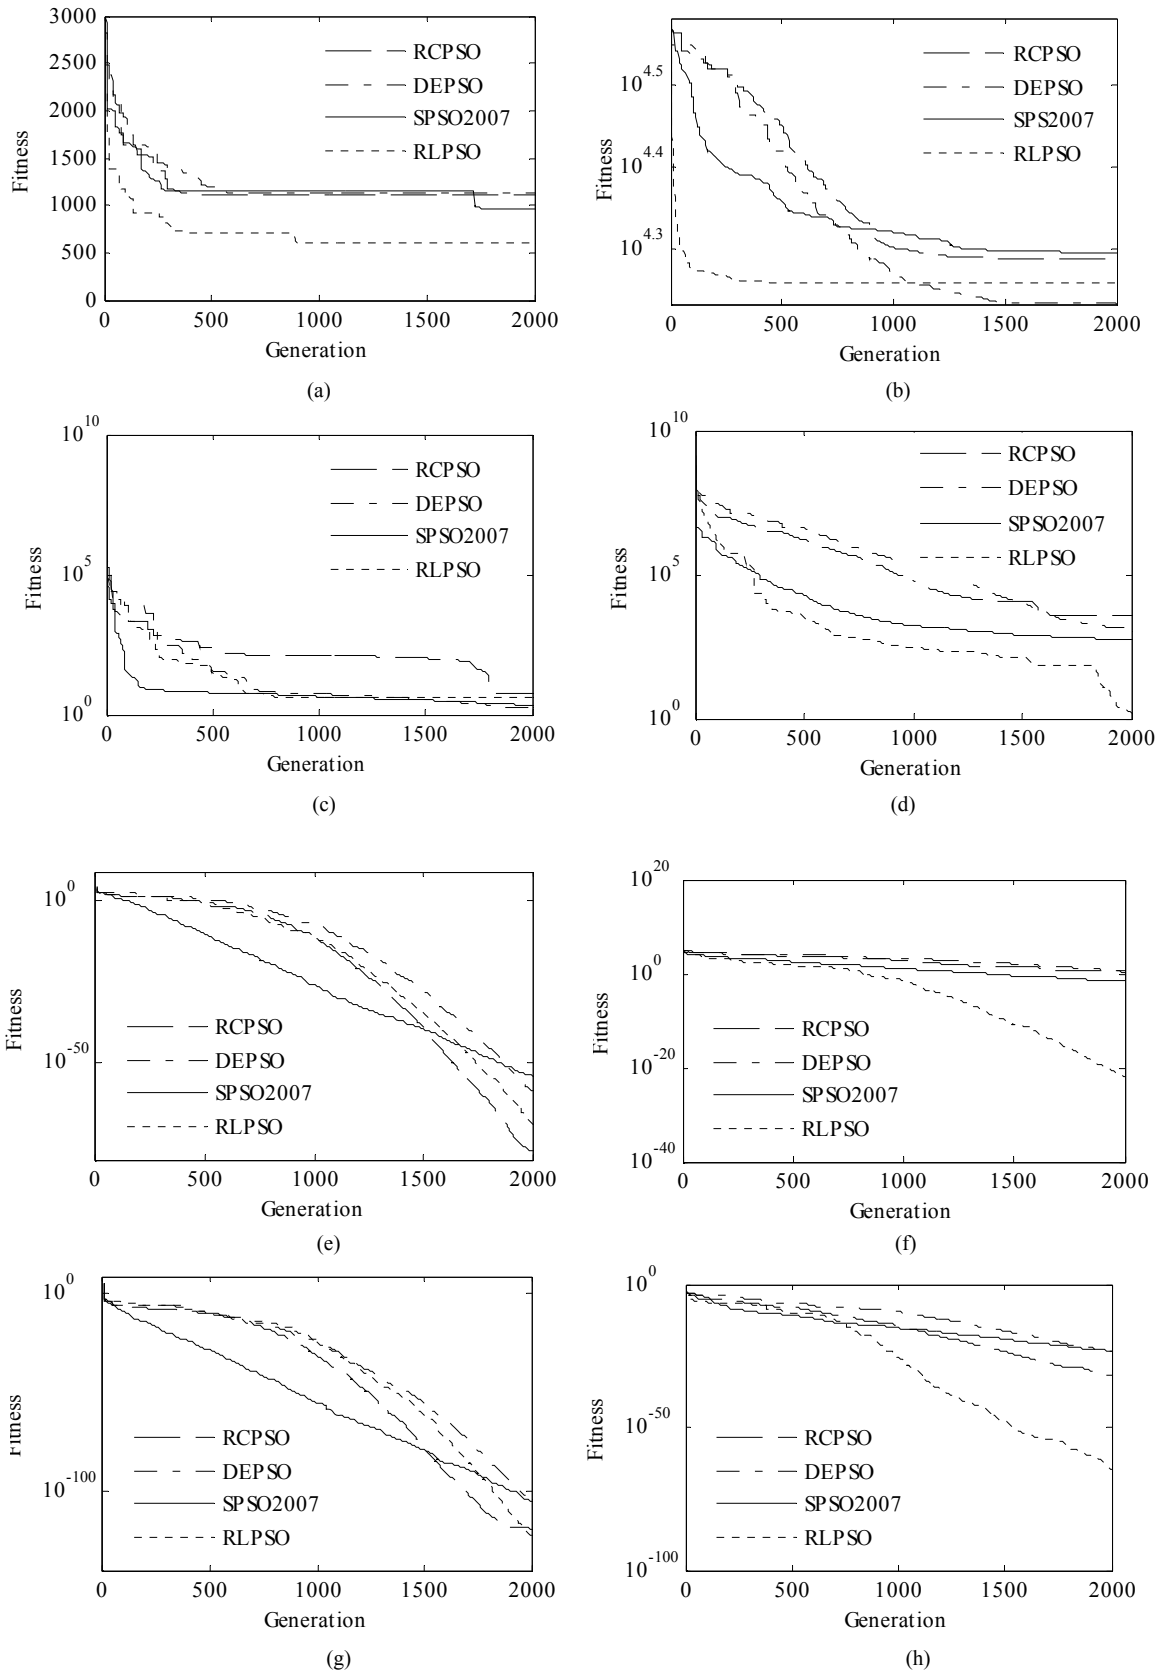 3000
2500
2000
1500
1000
500
0
Fitness
RCPSO
DEPSO
SPSO2007
RLPSO
0 500 1000 1500 2000
Generation
(a)
10^4.5
10^4.4
10^4.3
Fitness
RCPSO
DEPSO
SPS2007
RLPSO
0 500 1000 1500 2000
Generation
(b)
10^10
10^5
10^0
Fitness
RCPSO
DEPSO
SPSO2007
RLPSO
0 500 1000 1500 2000
Generation
(c)
10^10
10^5
10^0
Fitness
RCPSO
DEPSO
SPSO2007
RLPSO
0 500 1000 1500 2000
Generation
(d)
10^0
10^-50
Fitness
RCPSO
DEPSO
SPSO2007
RLPSO
0 500 1000 1500 2000
Generation
(e)
10^20
10^0
10^-20
10^-40
Fitness
RCPSO
DEPSO
SPSO2007
RLPSO
0 500 1000 1500 2000
Generation
(f)
10^0
10^-100
Fitness
RCPSO
DEPSO
SPSO2007
RLPSO
0 500 1000 1500 2000
Generation
(g)
10^0
10^-50
10^-100
Fitness
RCPSO
DEPSO
SPSO2007
RLPSO
0 500 1000 1500 2000
Generation
(h)